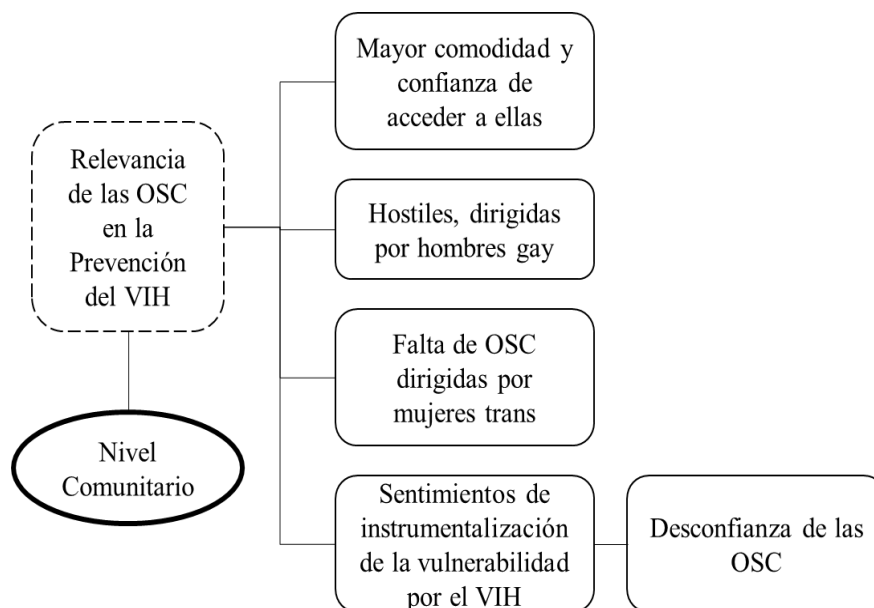 Mayor comodidad y
confianza de
acceder a ellas
Relevancia
de las OSC
en la
Prevención
del VIH
Hostiles, dirigidas
por hombres gay
Falta de OSC
dirigidas por
mujeres trans
Nivel
Comunitario
Sentimientos de
instrumentalización
de la vulnerabilidad
por el VIH
Desconfianza de las
OSC